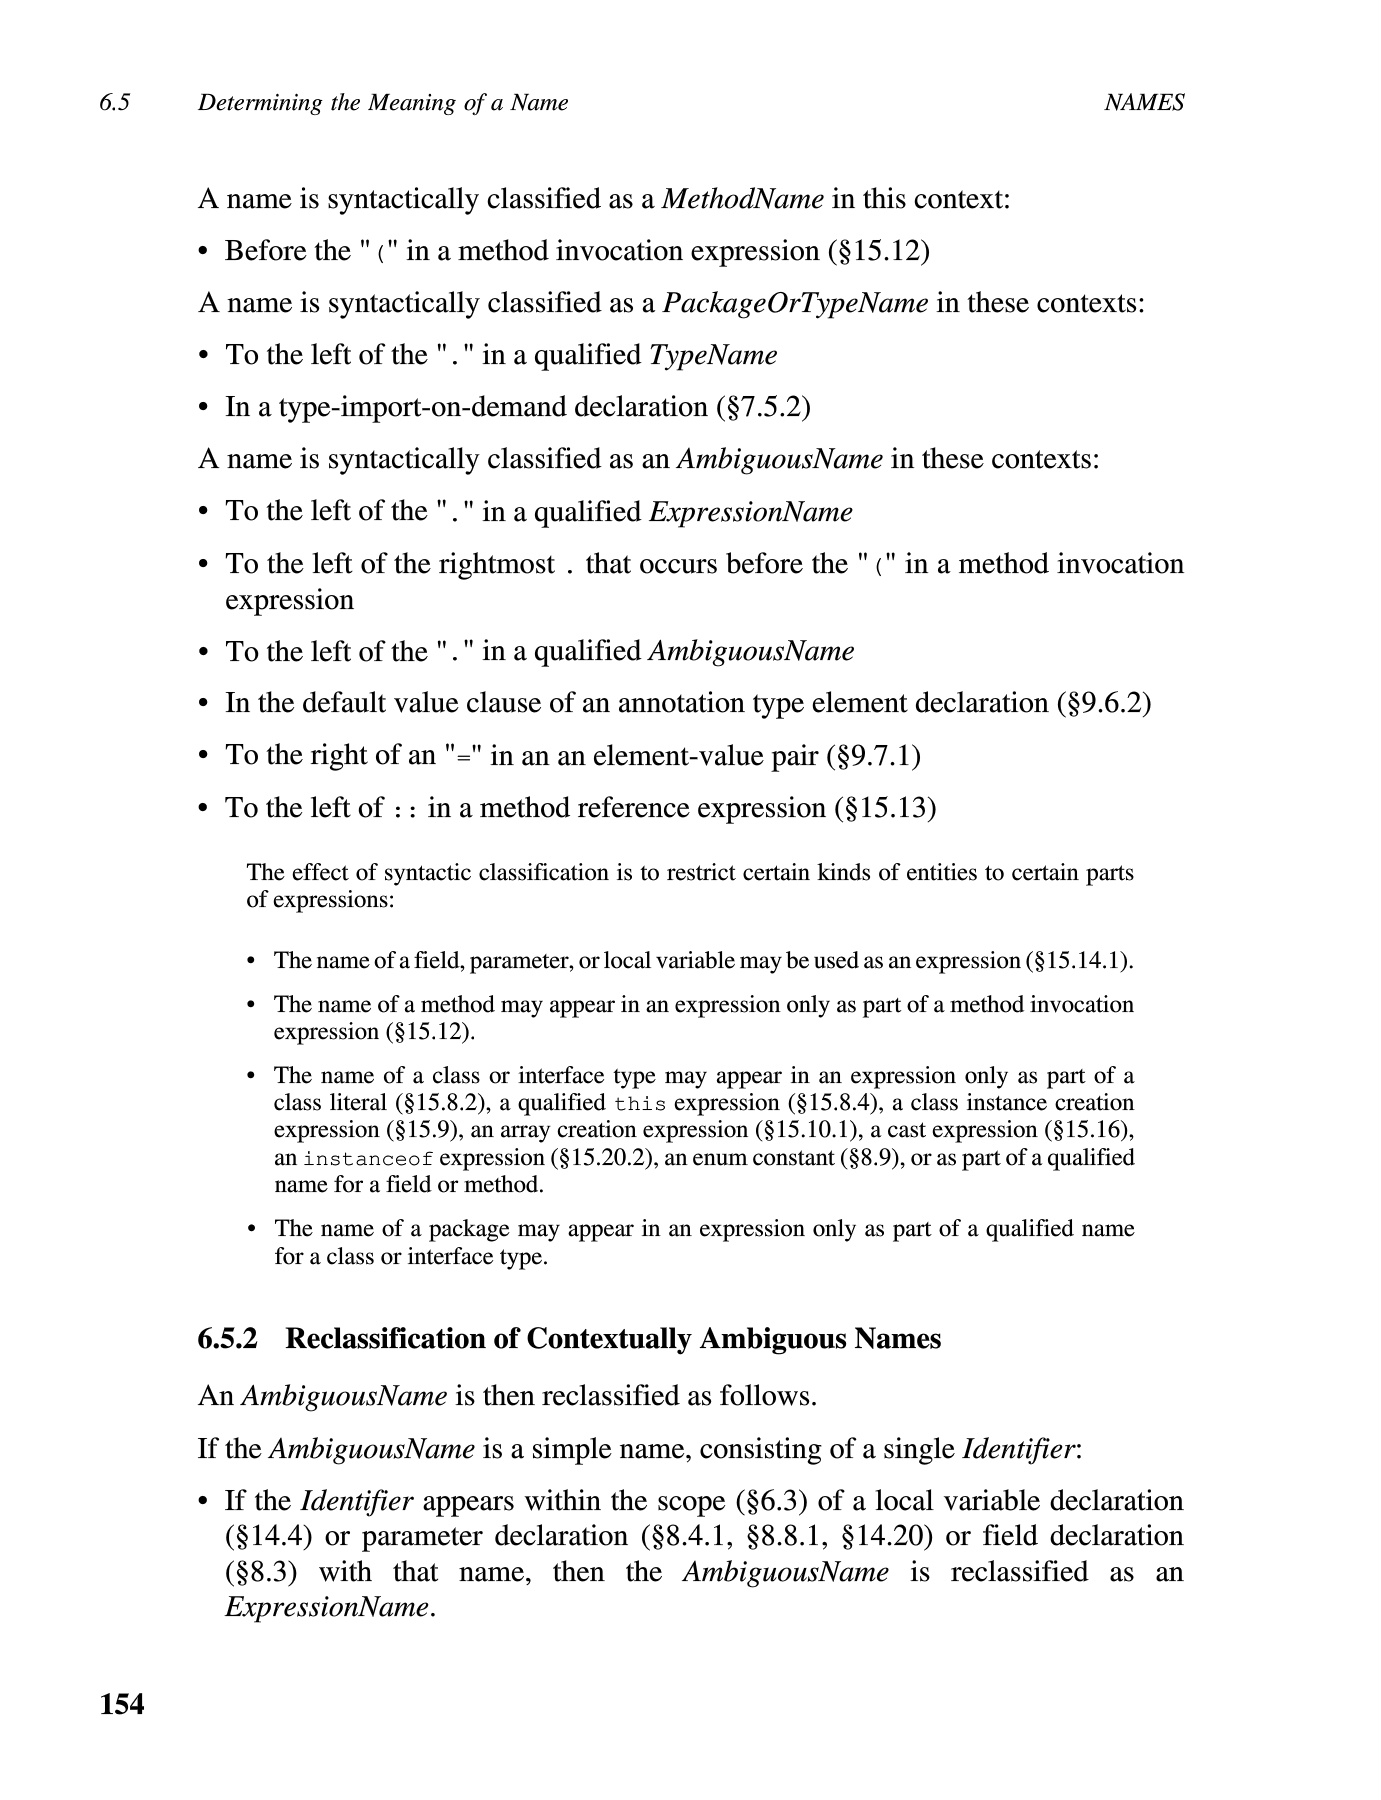 6.5 Determining the Meaning of a Name NAMES
A name is syntactically classified as a MethodName in this context:
• Before the "(" in a method invocation expression (§15.12)
A name is syntactically classified as a PackageOrTypeName in these contexts:
• To the left of the "." in a qualified TypeName
• In a type-import-on-demand declaration (§7.5.2)
A name is syntactically classified as an AmbiguousName in these contexts:
• To the left of the "." in a qualified ExpressionName
• To the left of the rightmost . that occurs before the "(" in a method invocation
expression
• To the left of the "." in a qualified AmbiguousName
• In the default value clause of an annotation type element declaration (§9.6.2)
• To the right of an "=" in an an element-value pair (§9.7.1)
• To the left of :: in a method reference expression (§15.13)
The effect of syntactic classification is to restrict certain kinds of entities to certain parts
of expressions:
• The name of a field, parameter, or local variable may be used as an expression (§15.14.1).
• The name of a method may appear in an expression only as part of a method invocation
expression (§15.12).
• The name of a class or interface type may appear in an expression only as part of a
class literal (§15.8.2), a qualified this expression (§15.8.4), a class instance creation
expression (§15.9), an array creation expression (§15.10.1), a cast expression (§15.16),
an instanceof expression (§15.20.2), an enum constant (§8.9), or as part of a qualified
name for a field or method.
• The name of a package may appear in an expression only as part of a qualified name
for a class or interface type.
6.5.2 Reclassification of Contextually Ambiguous Names
An AmbiguousName is then reclassified as follows.
If the AmbiguousName is a simple name, consisting of a single Identifier:
• If the Identifier appears within the scope (§6.3) of a local variable declaration
(§14.4) or parameter declaration (§8.4.1, §8.8.1, §14.20) or field declaration
(§8.3) with that name, then the AmbiguousName is reclassified as an
ExpressionName.
154